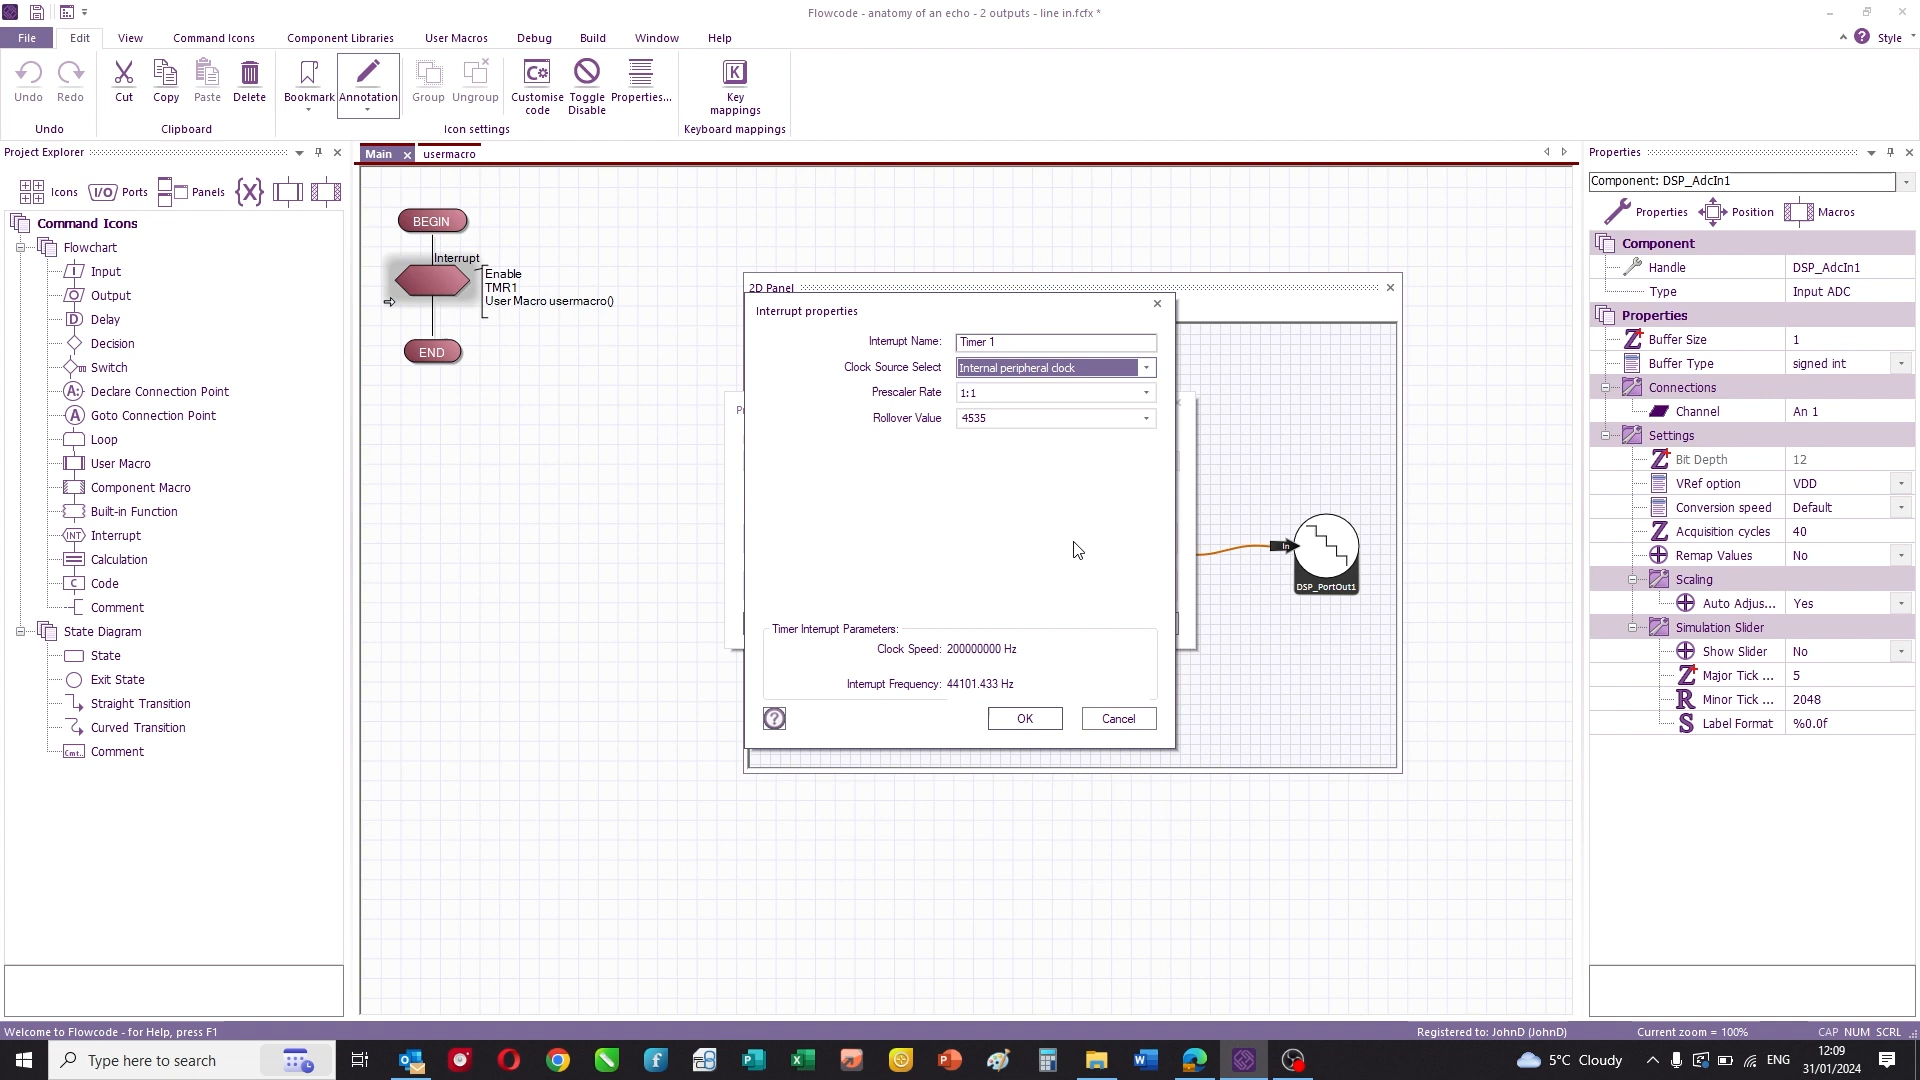 Flowcode - anatomy of an echo - 2 outputs - line in.fcfx *
File
Edit
View
Command Icons
Component Libraries
User Macros
Debug
Build
Window
Help
Style
Undo
Redo
Cut
Copy
Paste
Delete
Bookmark
Annotation
Group
Ungroup
Customise code
Toggle Disable
Properties...
Key mappings
Undo
Clipboard
Icon settings
Keyboard mappings
Project Explorer
Icons
I/O Ports
Panels
Command Icons
Flowchart
Input
Output
Delay
Decision
Switch
Declare Connection Point
Goto Connection Point
Loop
User Macro
Component Macro
Built-in Function
Interrupt
Calculation
Code
Comment
State Diagram
State
Exit State
Straight Transition
Curved Transition
Comment
Main
usermacro
BEGIN
Interrupt
Enable
TMR1
User Macro usermacro()
END
2D Panel
Interrupt properties
Interrupt Name: Timer 1
Clock Source Select Internal peripheral clock
Prescaler Rate 1:1
Rollover Value 4535
Timer Interrupt Parameters:
Clock Speed: 200000000 Hz
Interrupt Frequency: 44101.433 Hz
OK
Cancel
In
DSP_PortOut1
Properties
Component: DSP_AdcIn1
Properties
Position
Macros
Component
Handle DSP_AdcIn1
Type Input ADC
Properties
Buffer Size 1
Buffer Type signed int
Connections
Channel An 1
Settings
Bit Depth 12
VRef option VDD
Conversion speed Default
Acquisition cycles 40
Remap Values No
Scaling
Auto Adjus... Yes
Simulation Slider
Show Slider No
Major Tick ... 5
Minor Tick ... 2048
Label Format %0.0f
Welcome to Flowcode - for Help, press F1
Registered to: JohnD (JohnD)
Current zoom = 100%
CAP NUM SCRL
Type here to search
5°C Cloudy
ENG
12:09
31/01/2024